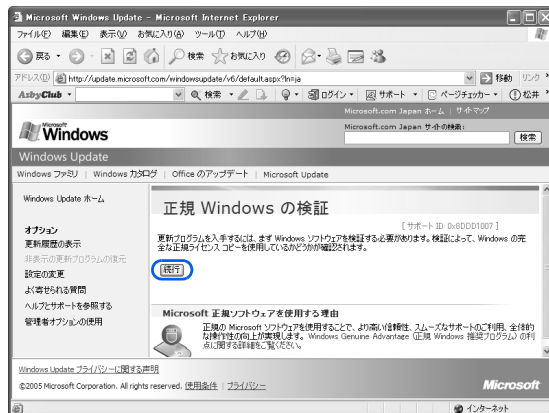 Microsoft Windows Update - Microsoft Internet Explorer
ファイル(F) 編集(E) 表示(V) お気に入り(A) ツール(T) ヘルプ(H)
戻る 検索 お気に入り
アドレス(D) http://update.microsoft.com/windowsupdate/v6/default.aspx?ln=ja 移動 リンク
AzbyClub 検索 ログイン サポート ページチェッカー 松井
Microsoft.com Japan ホーム | サイトマップ
Microsoft Windows
Microsoft.com Japan サイトの検索:
検索
Windows Update
Windows ファミリ | Windows カタログ | Office のアップデート | Microsoft Update
Windows Update ホーム
オプション
更新履歴の表示
非表示の更新プログラムの復元
設定の変更
よく寄せられる質問
ヘルプとサポートを参照する
管理者オプションの使用
正規 Windows の検証
[ サポート ID: 0x8DDD1007 ]
更新プログラムを入手するには、まず Windows ソフトウェアを検証する必要があります。検証によって、Windows の完
全な正規ライセンス コピーを使用しているかどうかが確認されます。
続行
Microsoft 正規ソフトウェアを使用する理由
正規の Microsoft ソフトウェアを使用することで、より高い信頼性、スムーズなサポートのご利用、全体的
な操作性の向上が実現します。Windows Genuine Advantage (正規 Windows 推奨プログラム) の利
点に関する詳細をご覧ください。
Windows Update プライバシーに関する声明
©2005 Microsoft Corporation. All rights reserved. 使用条件 | プライバシー
Microsoft
インターネット